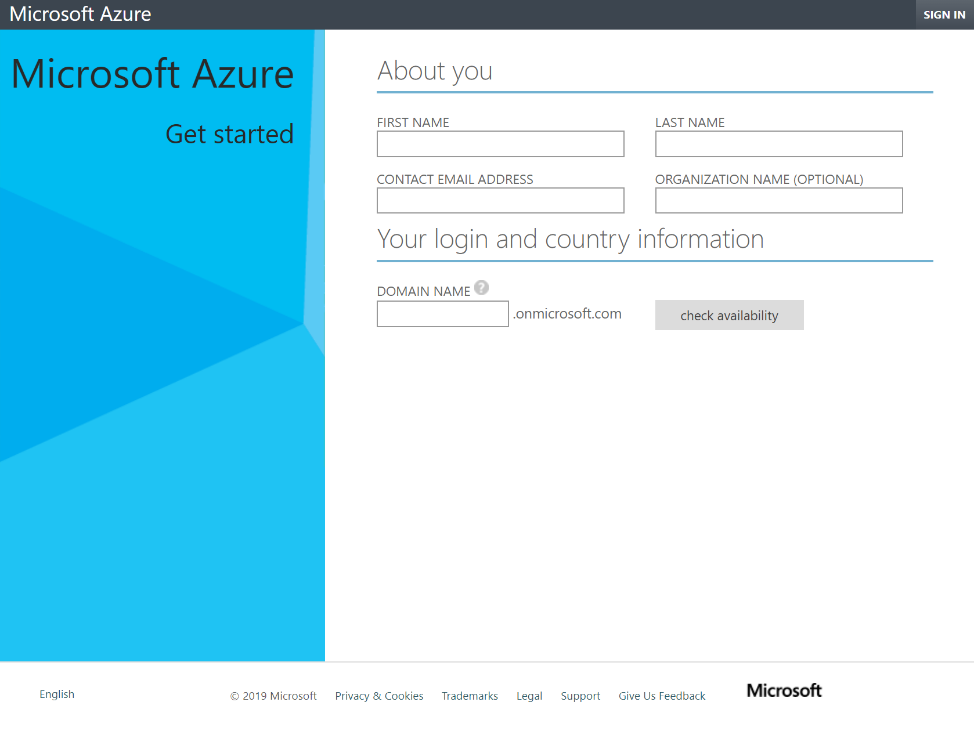 Microsoft Azure
SIGN IN
Microsoft Azure
Get started
About you
FIRST NAME
LAST NAME
CONTACT EMAIL ADDRESS
ORGANIZATION NAME (OPTIONAL)
Your login and country information
DOMAIN NAME ?
.onmicrosoft.com
check availability
English
© 2019 Microsoft
Privacy & Cookies
Trademarks
Legal
Support
Give Us Feedback
Microsoft